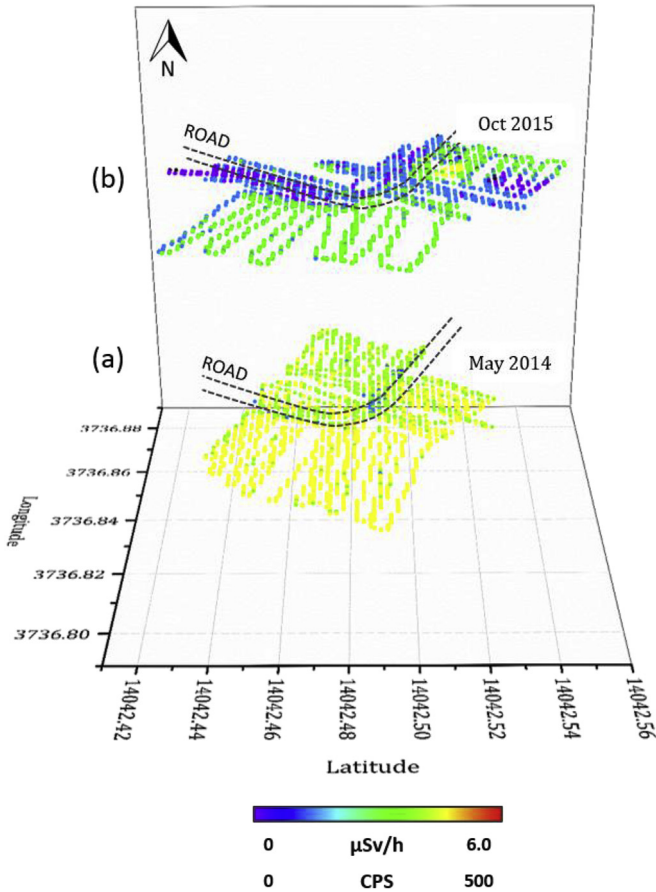 N
Oct 2015
ROAD
(b)
(a)
May 2014
ROAD
3736.88
3736.86
3736.84
3736.82
3736.80
Longitude
14042.42
14042.44
14042.46
14042.48
14042.50
14042.52
14042.54
14042.56
Latitude
0 μSv/h 6.0
0 CPS 500